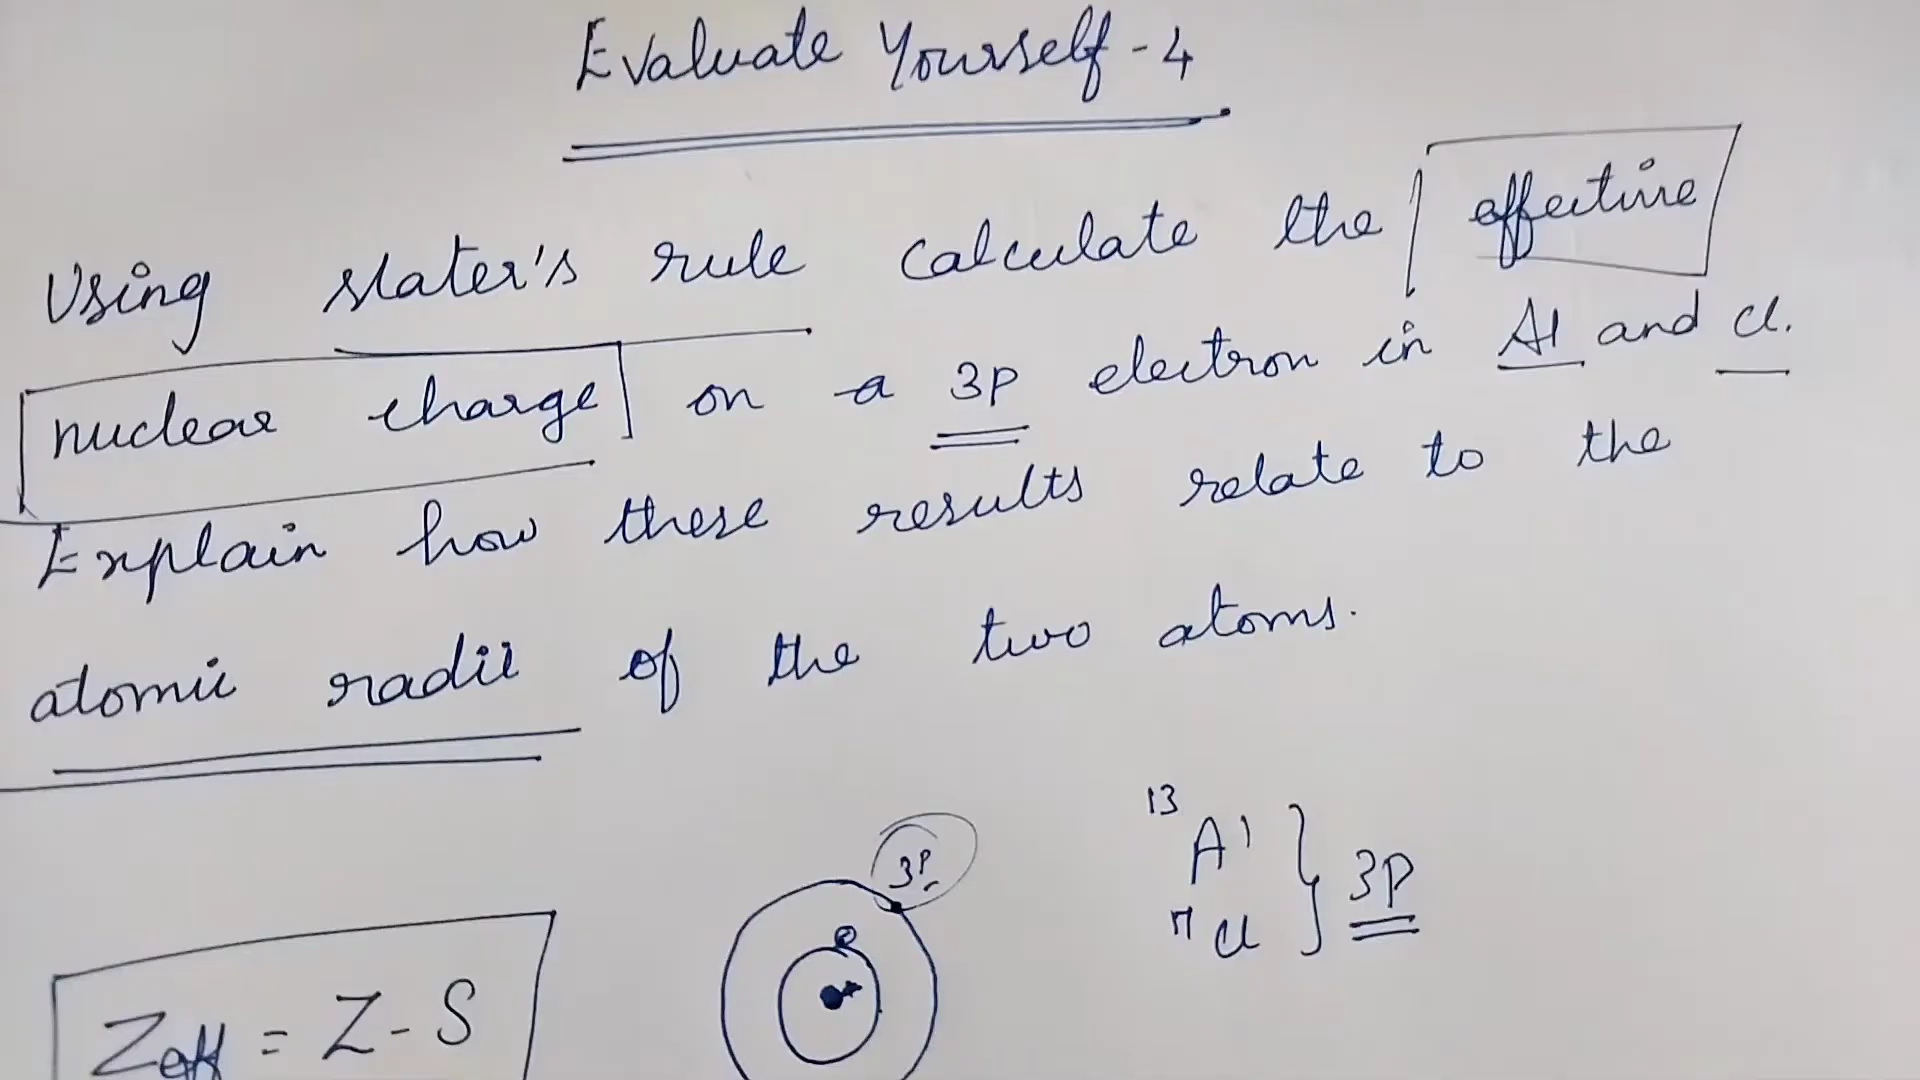 Evaluate Yourself - 4
Using slater's rule calculate the effective
nuclear charge on a 3p electron in Al and Cl.
Explain how these results relate to the
atomic radii of the two atoms.
3P
13
Al
17 Cl
3P
e
+
Zeff = Z - S